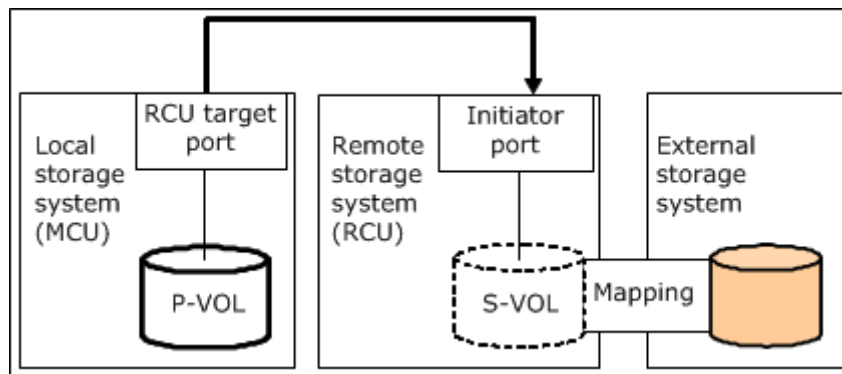 RCU target
port
Local
storage
system
(MCU)
P-VOL
Initiator
port
Remote
storage
system
(RCU)
S-VOL
Mapping
External
storage
system